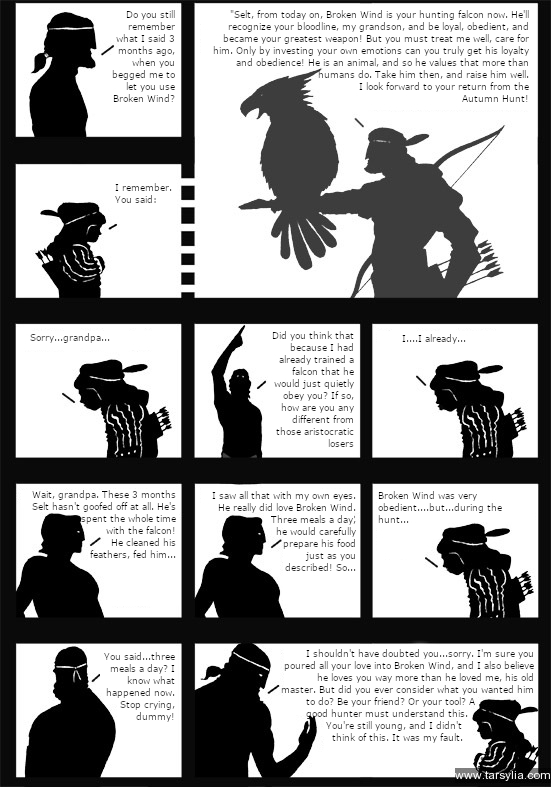 Do you still
remember
what I said 3
months ago,
when you
begged me to
let you use
Broken Wind?
"Selt, from today on, Broken Wind is your hunting falcon now. He'll
recognize your bloodline, my grandson, and be loyal, obedient, and
became your greatest weapon! But you must treat me well, care for
him. Only by investing your own emotions can you truly get his loyalty
and obedience! He is an animal, and so he values that more than
humans do. Take him then, and raise him well.
I look forward to your return from the
Autumn Hunt!
I remember.
You said:
Sorry...grandpa...
Did you think that
because I had
already trained a
falcon that he
would just quietly
obey you? If so,
how are you any
different from
those aristocratic
losers
I....I already...
Wait, grandpa. These 3 months
Selt hasn't goofed off at all. He's
spent the whole time
with the falcon!
He cleaned his
feathers, fed him...
I saw all that with my own eyes.
He really did love Broken Wind.
Three meals a day,
he would carefully
prepare his food
just as you
described! So...
Broken Wind was very
obedient....but...during the
hunt...
You said...three
meals a day? I
know what
happened now.
Stop crying,
dummy!
I shouldn't have doubted you...sorry. I'm sure you
poured all your love into Broken Wind, and I also believe
he loves you way more than he loved me, his old
master. But did you ever consider what you wanted him
to do? Be your friend? Or your tool? A
good hunter must understand this.
You're still young, and I didn't
think of this. It was my fault.
www.tarsylia.com